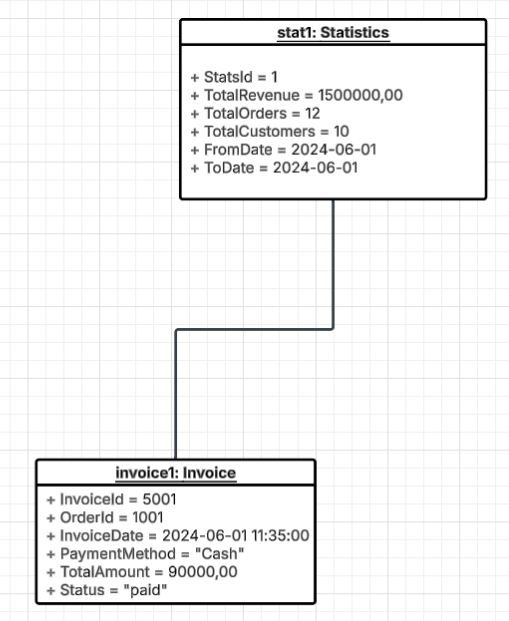 stat1: Statistics
+ StatsId = 1
+ TotalRevenue = 1500000,00
+ TotalOrders = 12
+ TotalCustomers = 10
+ FromDate = 2024-06-01
+ ToDate = 2024-06-01
invoice1: Invoice
+ InvoiceId = 5001
+ OrderId = 1001
+ InvoiceDate = 2024-06-01 11:35:00
+ PaymentMethod = "Cash"
+ TotalAmount = 90000,00
+ Status = "paid"